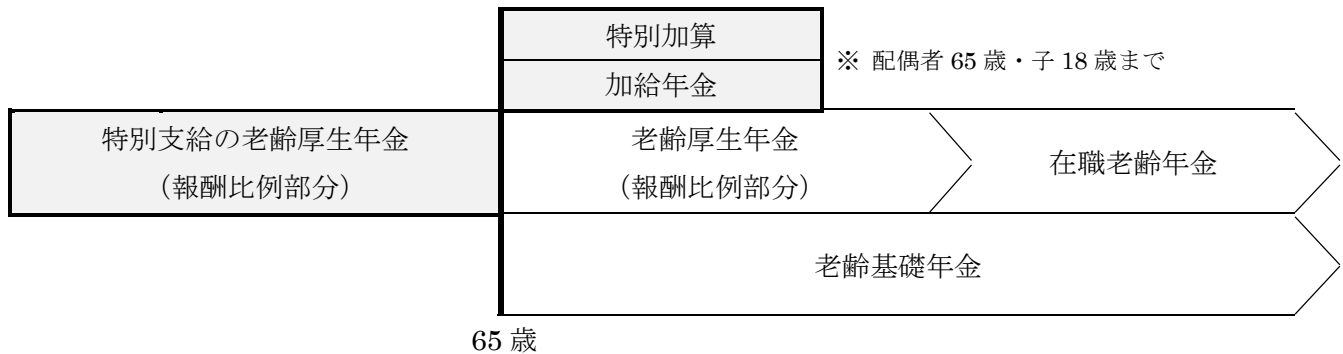 特別加算
加給年金
※ 配偶者 65 歳・子 18 歳まで
特別支給の老齢厚生年金
（報酬比例部分）
老齢厚生年金
（報酬比例部分）
在職老齢年金
老齢基礎年金
65 歳